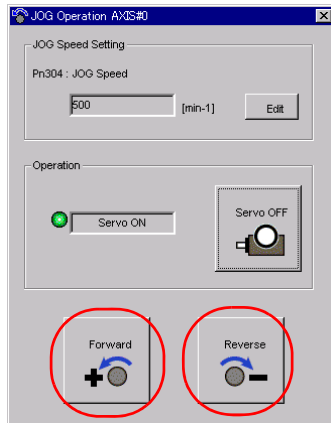 JOG Operation AXIS#0
JOG Speed Setting
Pn304 : JOG Speed
500 [min-1] Edit
Operation
Servo ON
Servo OFF
Forward Reverse